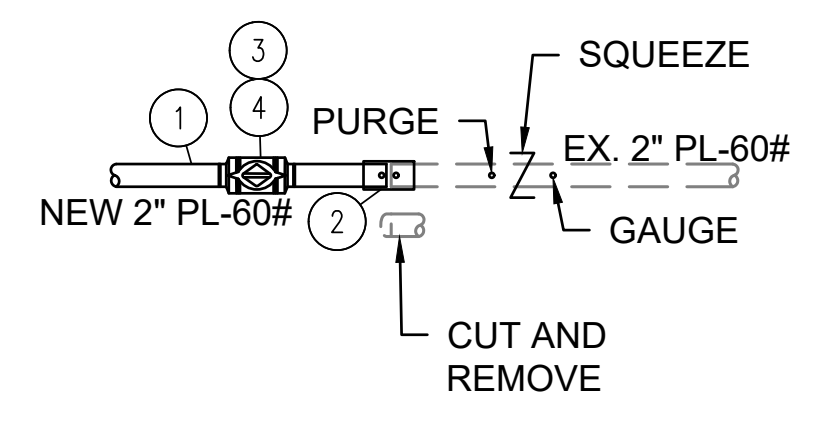 3
SQUEEZE
4
1
PURGE
EX. 2" PL-60#
NEW 2" PL-60#
2
GAUGE
CUT AND
REMOVE